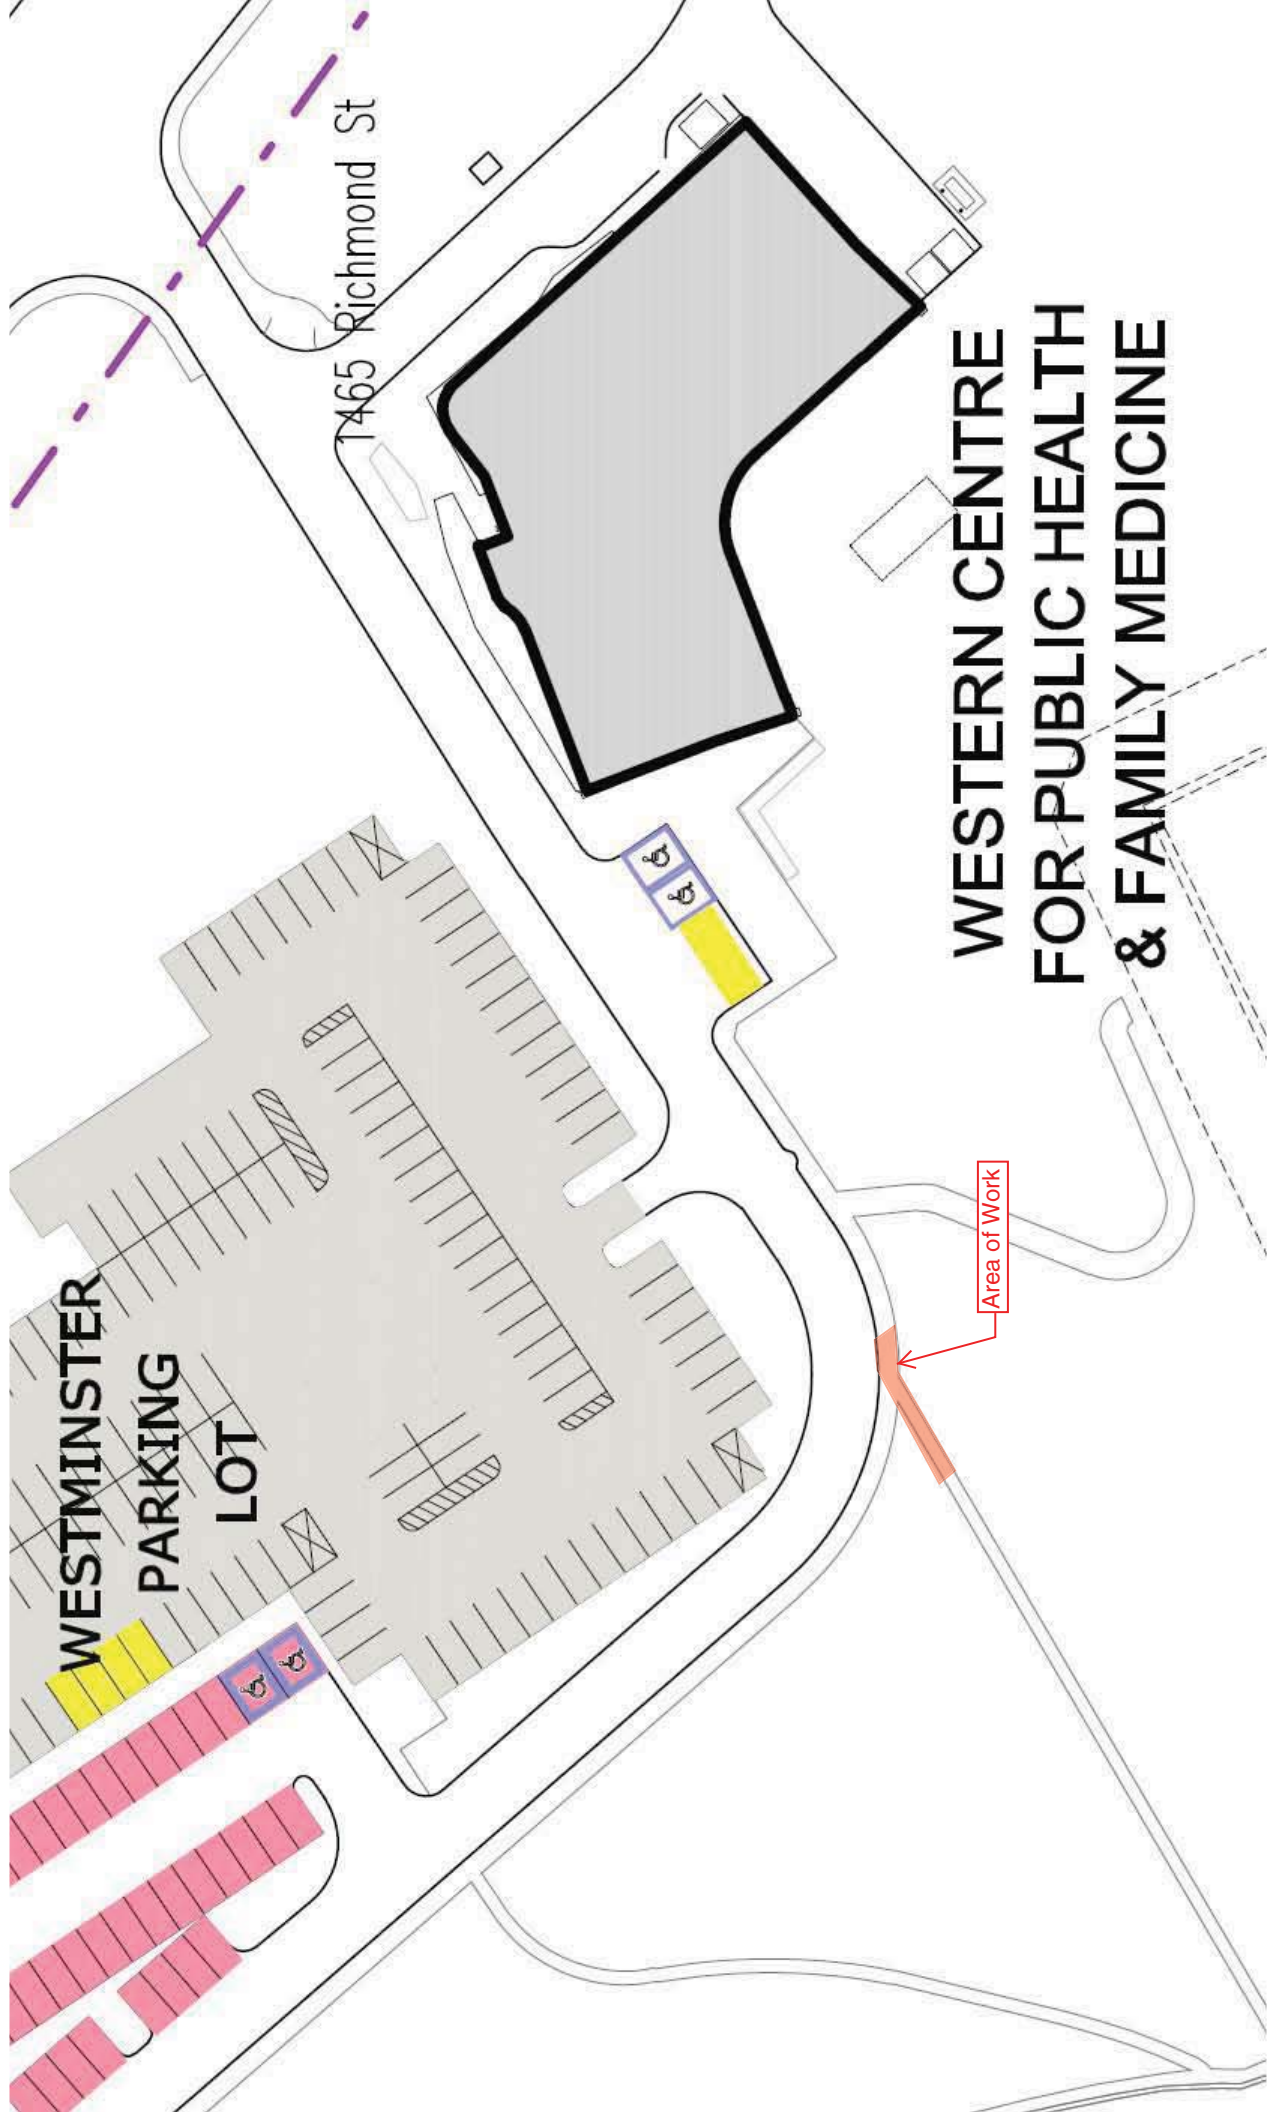 1465 Richmond St
WESTERN CENTRE
FOR PUBLIC HEALTH
& FAMILY MEDICINE
WESTMINSTER
PARKING
LOT
Area of Work